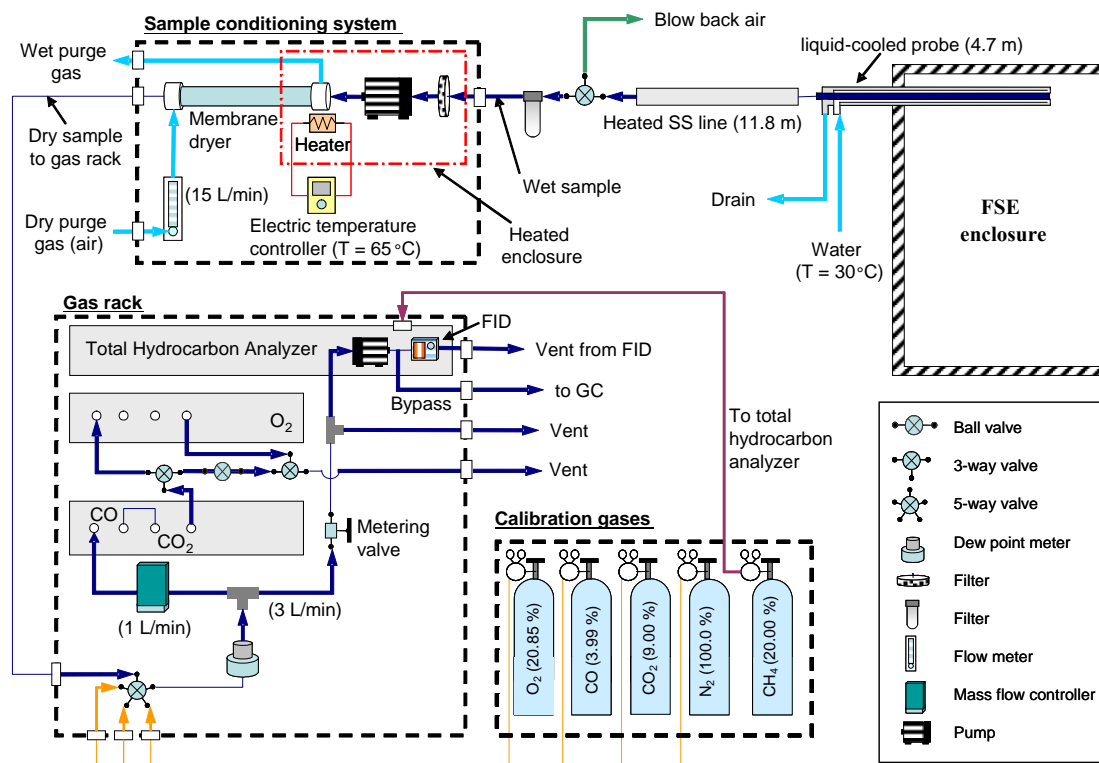 Sample conditioning system
Blow back air
liquid-cooled probe (4.7 m)
Wet purge
gas
Dry sample
to gas rack
Membrane
dryer
Heater
Heated SS line (11.8 m)
Wet sample
(15 L/min)
Dry purge
gas (air)
Electric temperature
controller (T = 65°C)
Heated
enclosure
Drain
Water
(T = 30°C)
FSE
enclosure
Gas rack
Total Hydrocarbon Analyzer
FID
Vent from FID
to GC
Bypass
O2
Vent
Vent
To total
hydrocarbon
analyzer
CO
CO2
Metering
valve
(1 L/min)
(3 L/min)
Calibration gases
O2 (20.85 %)
CO (3.99 %)
CO2 (9.00 %)
N2 (100.0 %)
CH4 (20.00 %)
Ball valve
3-way valve
5-way valve
Dew point meter
Filter
Filter
Flow meter
Mass flow controller
Pump